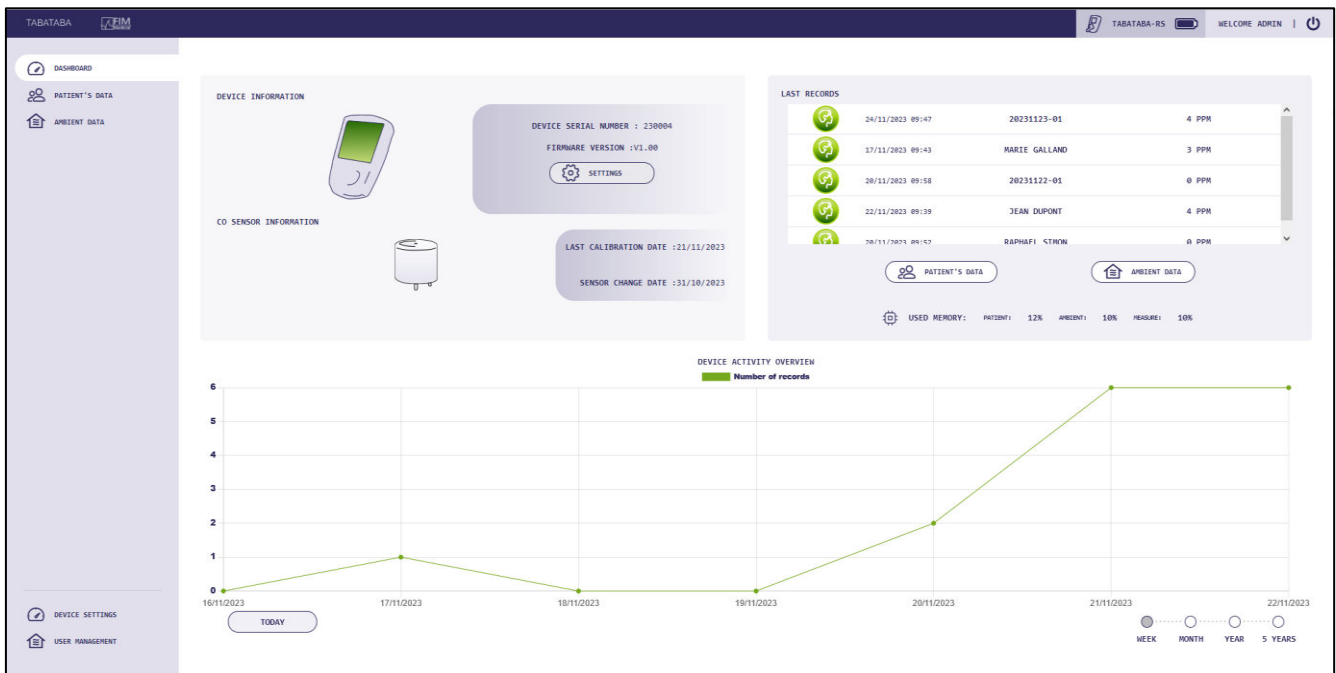 TABATABA FIM
TABATABA-RS WELCOME ADMIN |
DASHBOARD
PATIENT'S DATA
AMBIENT DATA
DEVICE INFORMATION
DEVICE SERIAL NUMBER : 230004
FIRMWARE VERSION :V1.00
SETTINGS
CO SENSOR INFORMATION
LAST CALIBRATION DATE :21/11/2023
SENSOR CHANGE DATE :31/10/2023
LAST RECORDS
24/11/2023 09:47 20231123-01 4 PPM
17/11/2023 09:43 MARIE GALLAND 3 PPM
20/11/2023 09:58 20231122-01 0 PPM
22/11/2023 09:39 JEAN DUPONT 4 PPM
20/11/2023 09:52 RAPHAEL SIMON 0 PPM
PATIENT'S DATA AMBIENT DATA
USED MEMORY: PATIENT: 12% AMBIENT: 10% MEASURE: 10%
DEVICE ACTIVITY OVERVIEW
Number of records
6
5
4
3
2
1
0
16/11/2023 17/11/2023 18/11/2023 19/11/2023 20/11/2023 21/11/2023 22/11/2023
TODAY
WEEK MONTH YEAR 5 YEARS
DEVICE SETTINGS
USER MANAGEMENT